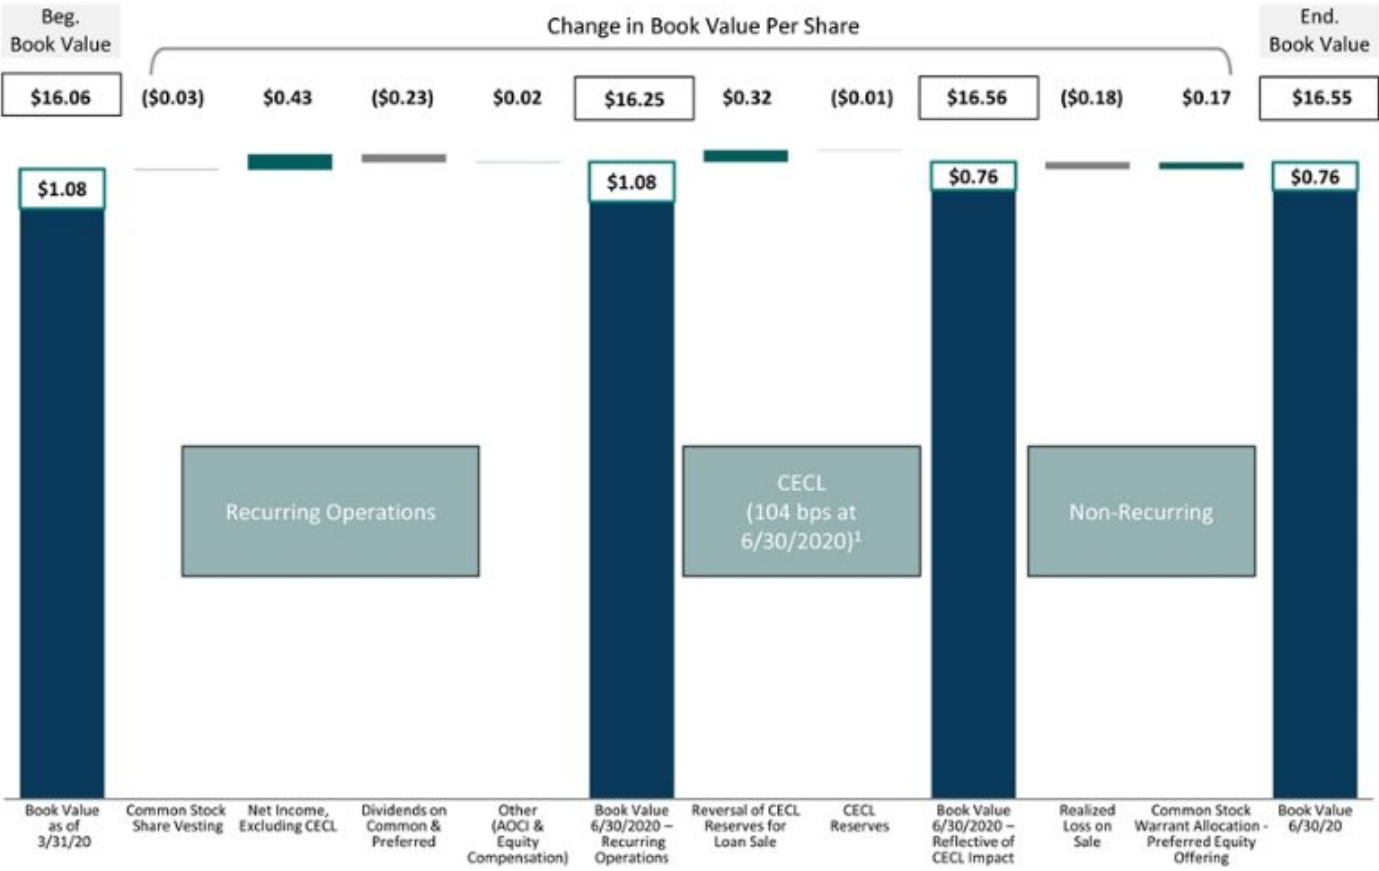 Beg.
Book Value
Change in Book Value Per Share
End.
Book Value
$16.06
($0.03)
$0.43
($0.23)
$0.02
$16.25
$0.32
($0.01)
$16.56
($0.18)
$0.17
$16.55
$1.08
$1.08
$0.76
$0.76
Recurring Operations
CECL
(104 bps at
6/30/2020)¹
Non-Recurring
Book Value
as of
3/31/20
Common Stock
Share Vesting
Net Income,
Excluding CECL
Dividends on
Common &
Preferred
Other
(AOCI &
Equity
Compensation)
Book Value
6/30/2020 –
Recurring
Operations
Reversal of CECL
Reserves for
Loan Sale
CECL
Reserves
Book Value
6/30/2020 –
Reflective of
CECL Impact
Realized
Loss on
Sale
Common Stock
Warrant Allocation -
Preferred Equity
Offering
Book Value
6/30/20